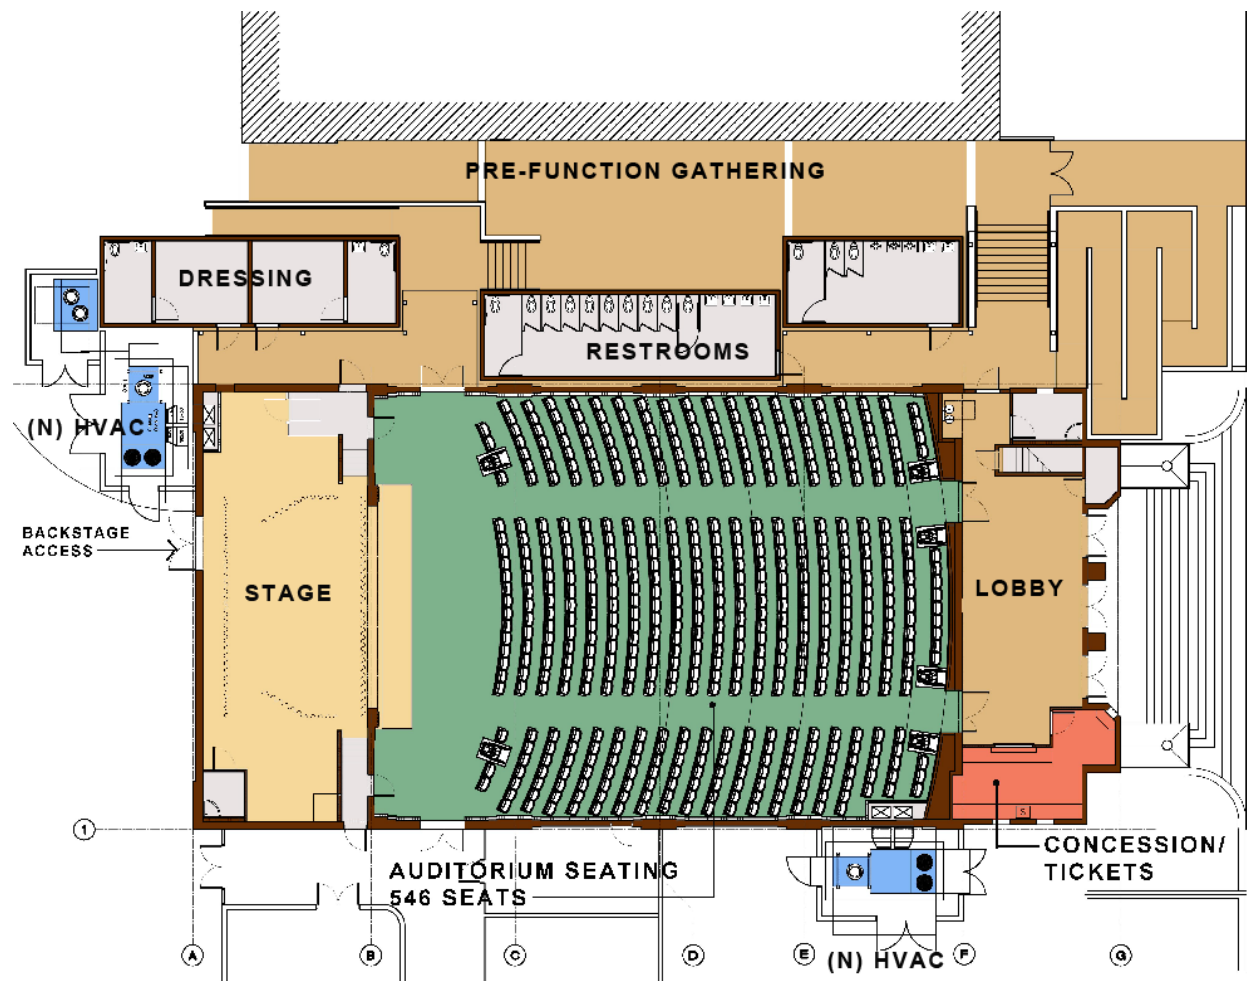 PRE-FUNCTION GATHERING
DRESSING
RESTROOMS
(N) HVAC
BACKSTAGE
ACCESS
STAGE
LOBBY
1
AUDITORIUM SEATING
546 SEATS
CONCESSION/
TICKETS
S
A
B
C
D
E
(N) HVAC
F
G